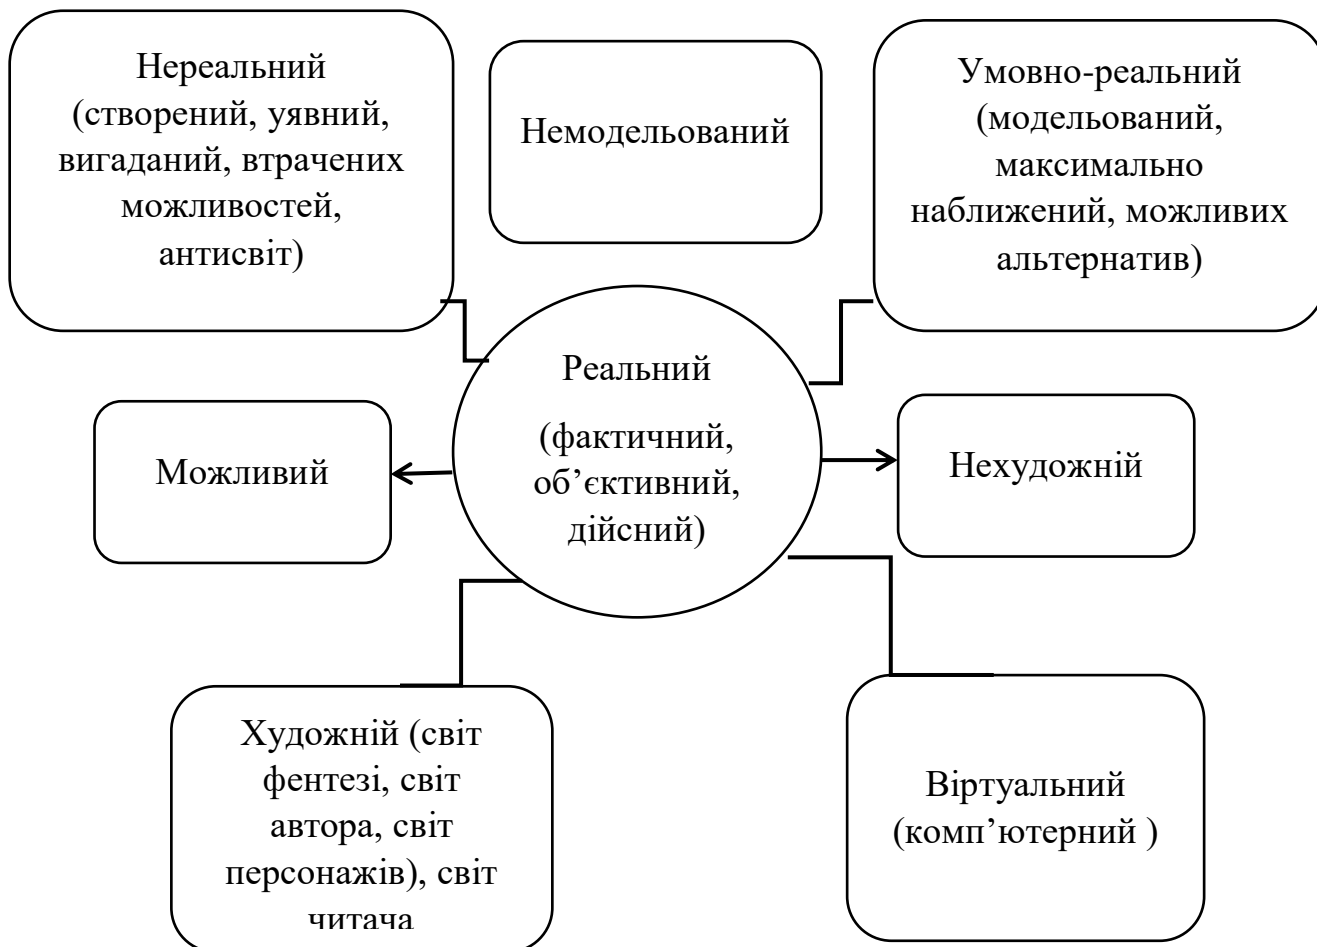 Нереальний
(створений, уявний,
вигаданий, втрачених
можливостей,
антисвіт)
Немодельований
Умовно-реальний
(модельований,
максимально
наближений, можливих
альтернатив)
Реальний
(фактичний,
об’єктивний,
дійсний)
Можливий
Нехудожній
Художній (світ
фентезі, світ
автора, світ
персонажів), світ
читача
Віртуальний
(комп’ютерний )